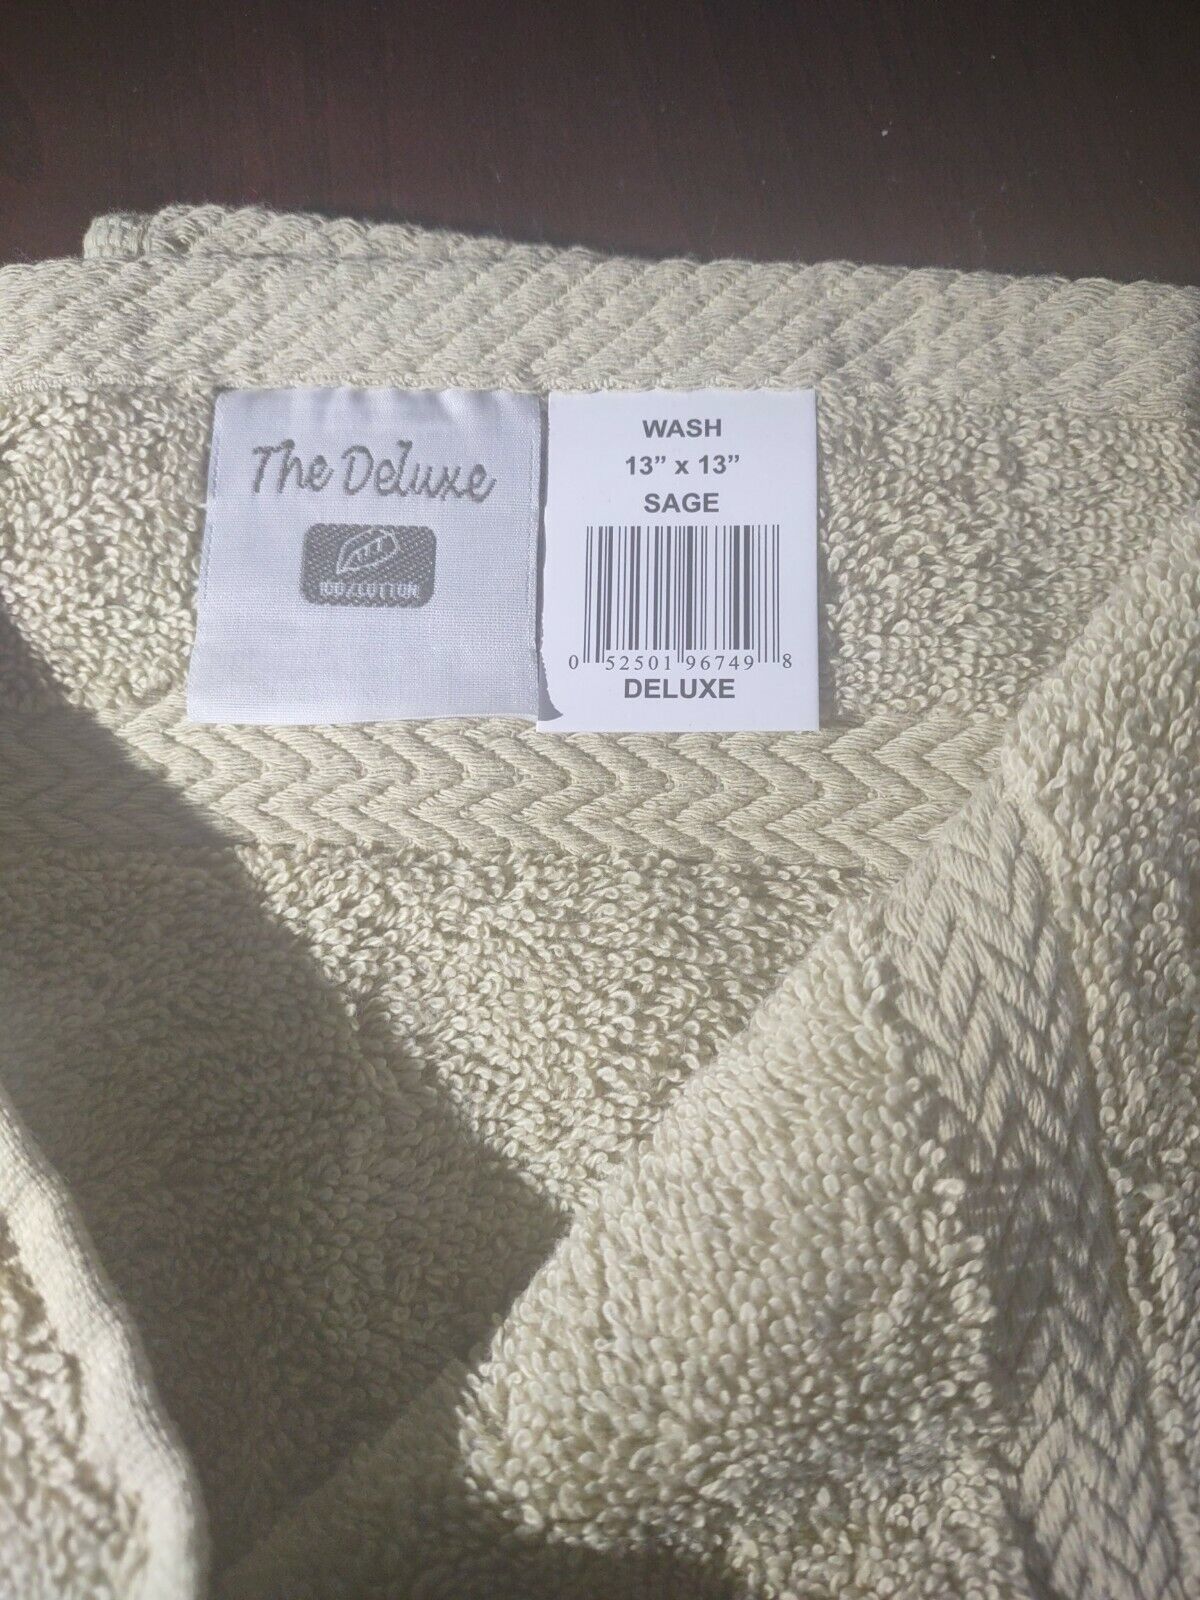 The Deluxe
100%COTTON
WASH
13” x 13”
SAGE
0 52501 96749 8
DELUXE